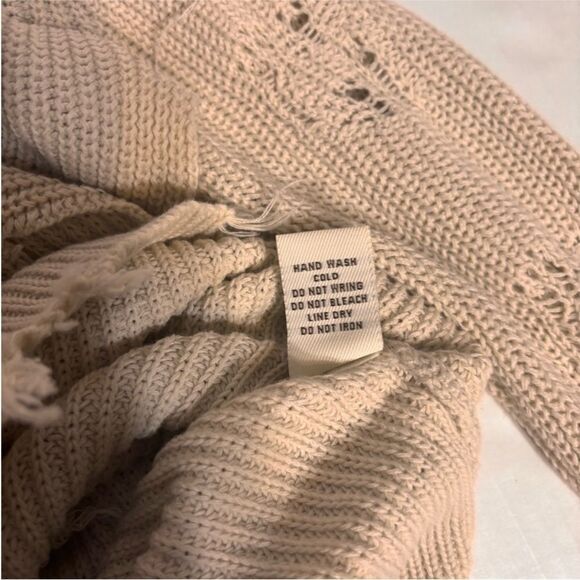 HAND WASH
COLD
DO NOT WRING
DO NOT BLEACH
LINE DRY
DO NOT IRON